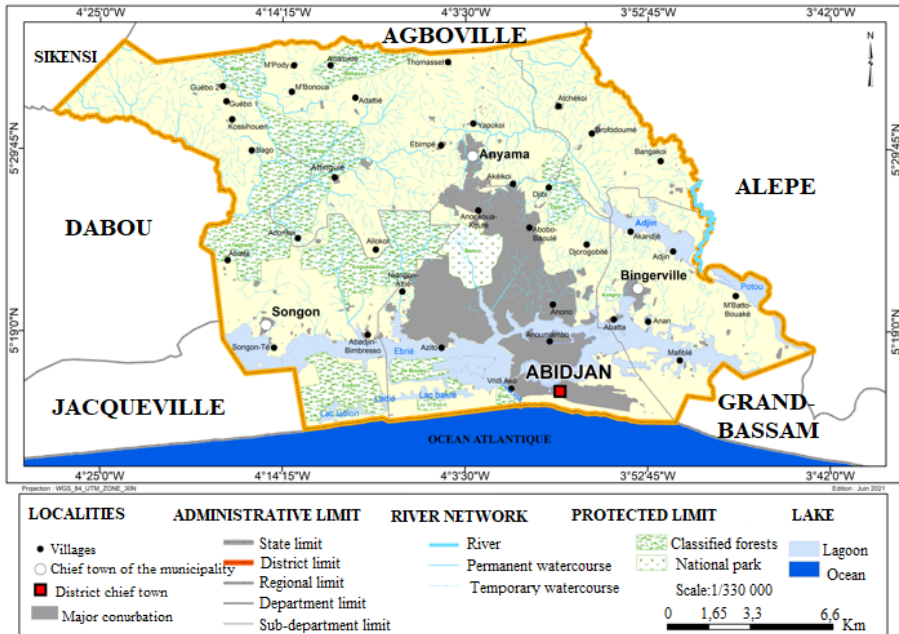 4°25'0"W 4°14'15"W 4°3'30"W 3°52'45"W 3°42'0"W
AGBOVILLE
SIKENSI
N
M'Pody
Thomasset
Guébo 2
M'Bonoua
Adattié
Guébo 1
Atchékoi
Kossihouen
Yapokoi
Brofodoumé
5°29'45"N
Ebimpé
Bago
Anyama
Bangakoi
5°29'45"N
Attinguié
Akéikoi
Djibi
ALEPE
DABOU
Anookoua-
Kouté
Abobo-
Baoulé
Adjin
Akandjé
Allokoi
Djorogobité
Adjin
Niangon-
Adjié
Bingerville
Potou
M'Batto-
Bouaké
Songon
Anono
5°19'0"N
Abatta
Anan
5°19'0"N
Songon-Té
Abadjin-
Bimbresso
Ebrié
Azito
Anoumambo
Mafiblé
ABIDJAN
Vridi Ako
JACQUEVILLE
Lac bakré
GRAND-
BASSAM
OCEAN ATLANTIQUE
4°25'0"W 4°14'15"W 4°3'30"W 3°52'45"W 3°42'0"W
Projection : WGS_84_UTM_ZONE_30N
Edition : Juin 2021
LOCALITIES
Villages
Chief town of the municipality
District chief town
Major conurbation
ADMINISTRATIVE LIMIT
State limit
District limit
Regional limit
Department limit
Sub-department limit
RIVER NETWORK
River
Permanent watercourse
Temporary watercourse
PROTECTED LIMIT
Classified forests
National park
Scale:1/330 000
0 1,65 3,3 6,6
Km
LAKE
Lagoon
Ocean